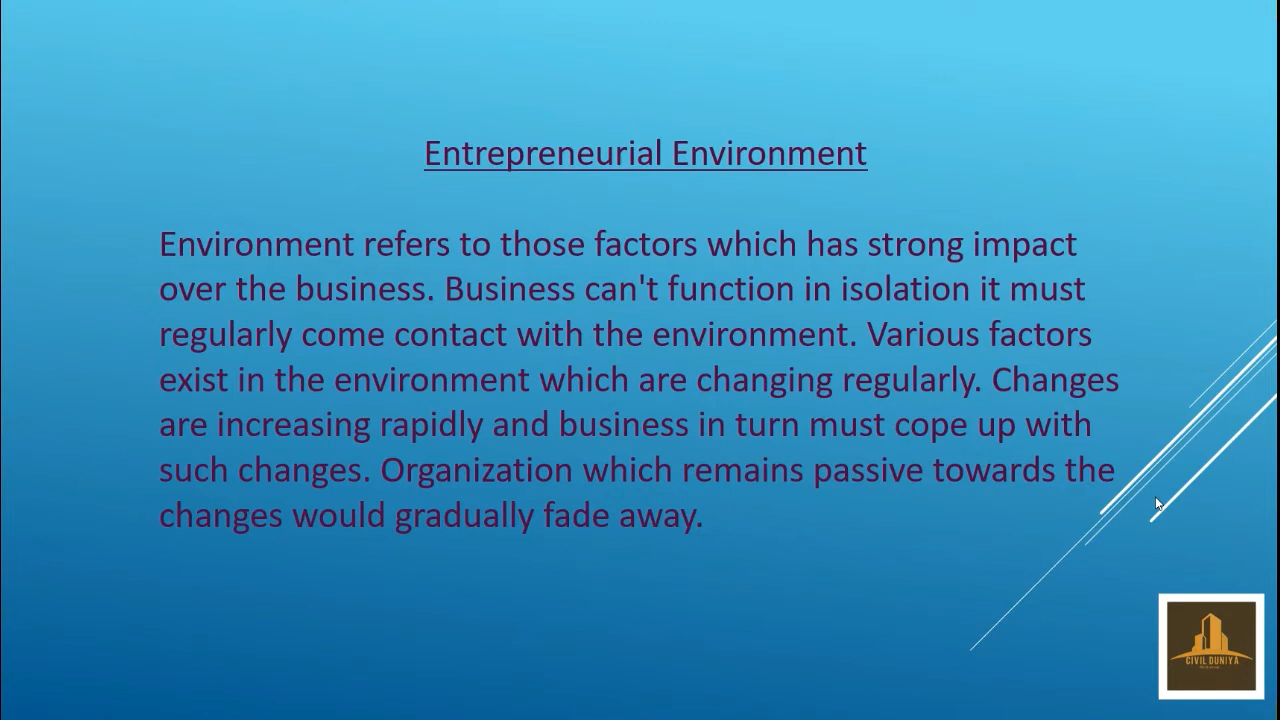 Entrepreneurial Environment
Environment refers to those factors which has strong impact
over the business. Business can't function in isolation it must
regularly come contact with the environment. Various factors
exist in the environment which are changing regularly. Changes
are increasing rapidly and business in turn must cope up with
such changes. Organization which remains passive towards the
changes would gradually fade away.
CIVIL DUNIYA